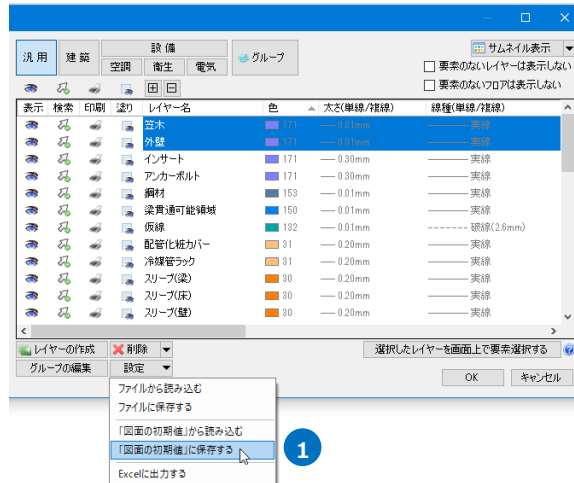 サムネイル表示
汎用 建築 設備 グループ
空調 衛生 電気
要素のないレイヤーは表示しない
要素のないフロアは表示しない
表示 検索 印刷 塗り レイヤー名 色 太さ(単線/複線) 線種(単線/複線)
笠木 171 0.01mm 実線
外壁 171 0.01mm 実線
インサート 171 0.30mm 実線
アンカーボルト 171 0.30mm 実線
鋼材 153 0.01mm 実線
梁貫通可能領域 150 0.01mm 実線
仮線 132 0.01mm 破線(2.6mm)
配管化粧カバー 31 0.20mm 実線
冷媒管ラック 31 0.20mm 実線
スリーブ(梁) 30 0.20mm 実線
スリーブ(床) 30 0.20mm 実線
スリーブ(壁) 30 0.20mm 実線
レイヤーの作成 削除 選択したレイヤーを画面上で要素選択する ?
グループの編集 設定 OK キャンセル
ファイルから読み込む
ファイルに保存する
「図面の初期値」から読み込む
「図面の初期値」に保存する 1
Excelに出力する